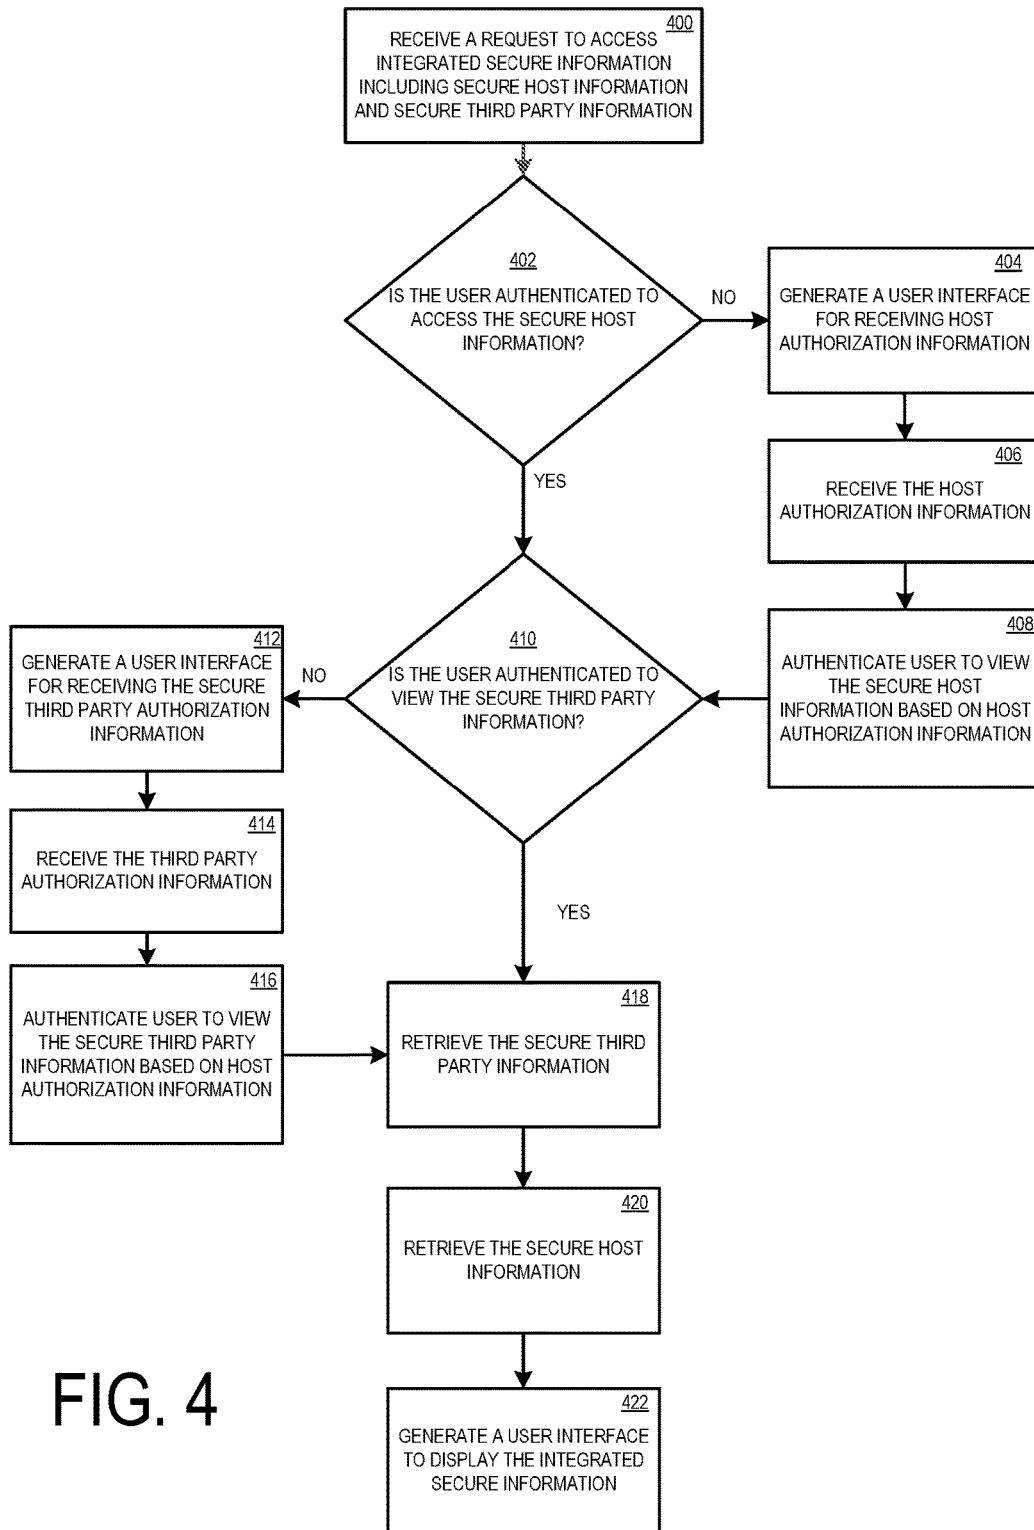 400
RECEIVE A REQUEST TO ACCESS
INTEGRATED SECURE INFORMATION
INCLUDING SECURE HOST INFORMATION
AND SECURE THIRD PARTY INFORMATION
402
IS THE USER AUTHENTICATED TO
ACCESS THE SECURE HOST
INFORMATION?
NO
404
GENERATE A USER INTERFACE
FOR RECEIVING HOST
AUTHORIZATION INFORMATION
406
RECEIVE THE HOST
AUTHORIZATION INFORMATION
408
AUTHENTICATE USER TO VIEW
THE SECURE HOST
INFORMATION BASED ON HOST
AUTHORIZATION INFORMATION
YES
410
IS THE USER AUTHENTICATED TO
VIEW THE SECURE THIRD PARTY
INFORMATION?
NO
412
GENERATE A USER INTERFACE
FOR RECEIVING THE SECURE
THIRD PARTY AUTHORIZATION
INFORMATION
414
RECEIVE THE THIRD PARTY
AUTHORIZATION INFORMATION
416
AUTHENTICATE USER TO VIEW
THE SECURE THIRD PARTY
INFORMATION BASED ON HOST
AUTHORIZATION INFORMATION
YES
418
RETRIEVE THE SECURE THIRD
PARTY INFORMATION
420
RETRIEVE THE SECURE HOST
INFORMATION
422
GENERATE A USER INTERFACE
TO DISPLAY THE INTEGRATED
SECURE INFORMATION
FIG. 4